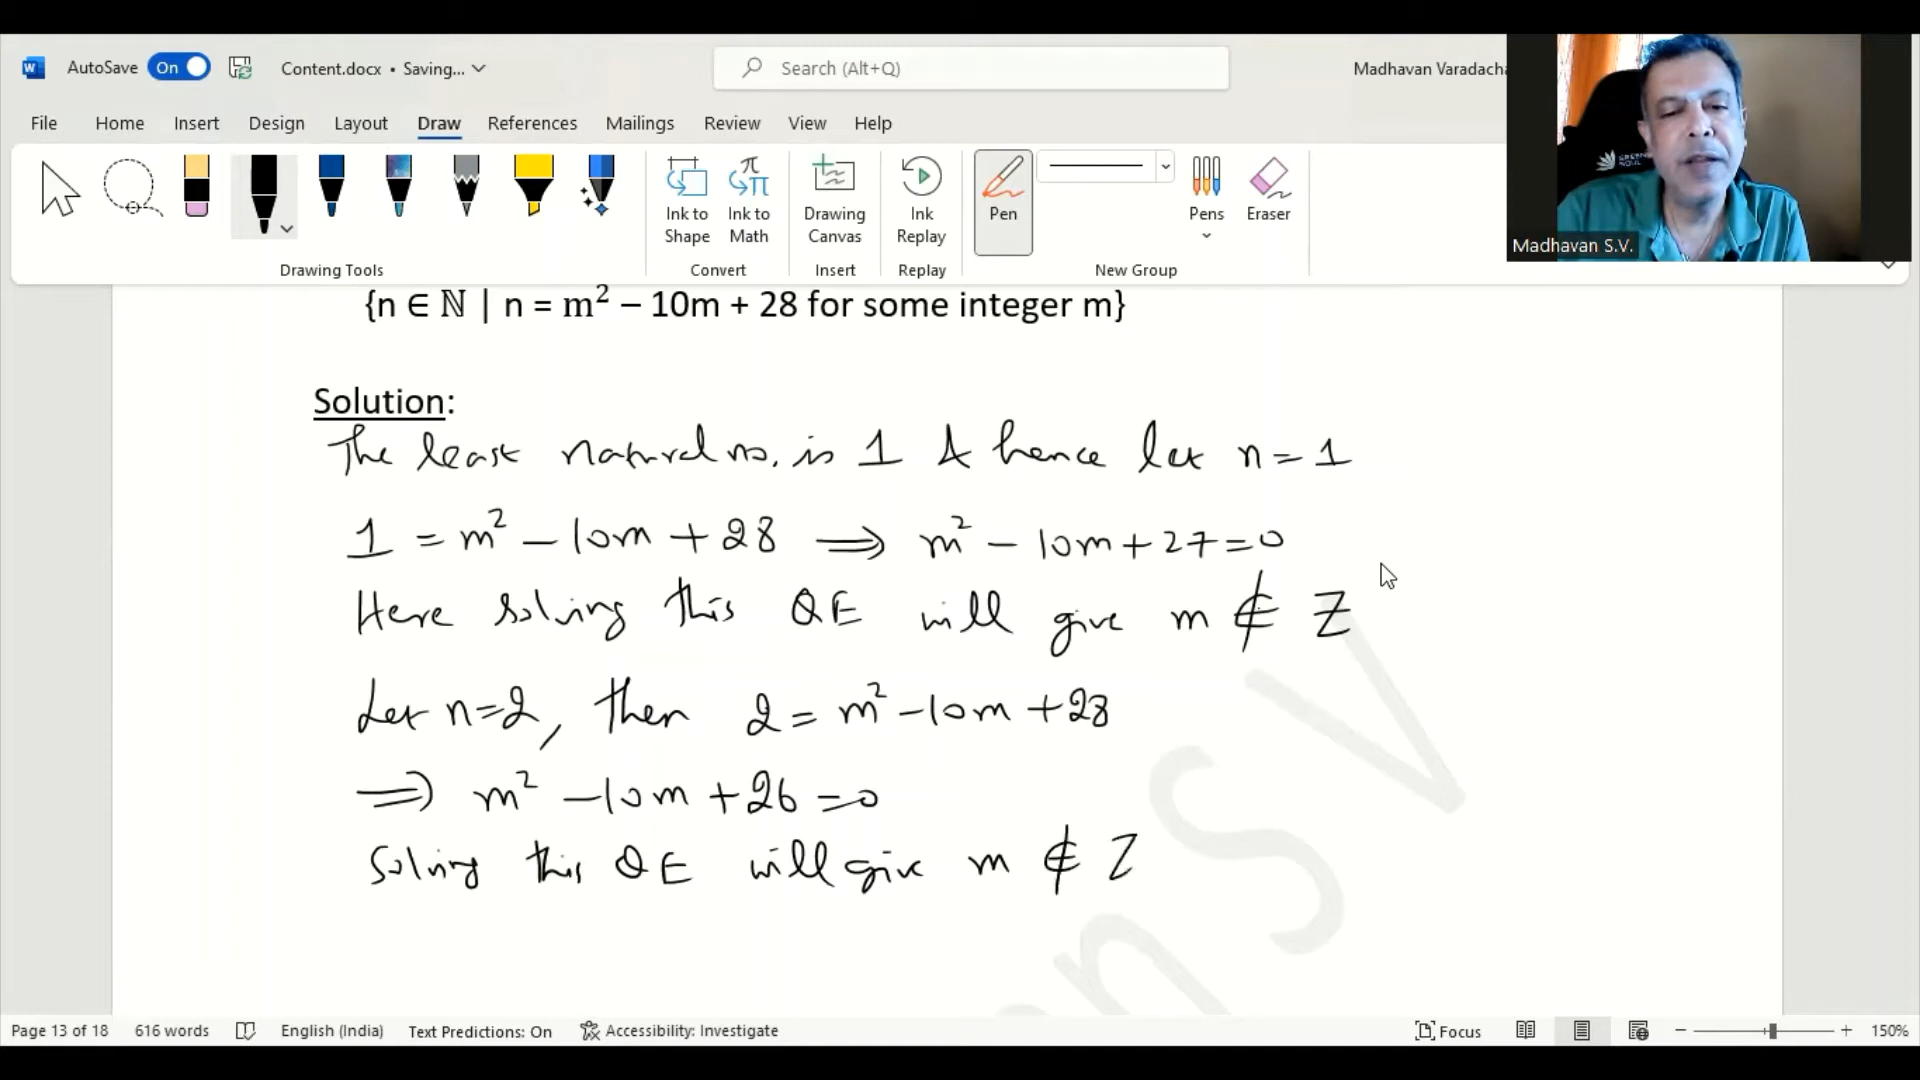 AutoSave On Content.docx • Saving... Search (Alt+Q) Madhavan Varadacha
File Home Insert Design Layout Draw References Mailings Review View Help
Ink to Shape
Ink to Math
Drawing Canvas
Ink Replay
Pen
Pens
Eraser
Drawing Tools Convert Insert Replay New Group
Madhavan S.V.
{n ∈ ℕ | n = m² – 10m + 28 for some integer m}
Solution:
The least natural no. is 1 & hence let n = 1
1 = m² – 10m + 28 ⟹ m² – 10m + 27 = 0
Here solving this QE will give m ∉ Z
Let n=2, then 2 = m² – 10m + 28
⟹ m² – 10m + 26 = 0
Solving this QE will give m ∉ Z
n S V
Page 13 of 18 616 words English (India) Text Predictions: On Accessibility: Investigate Focus 150%